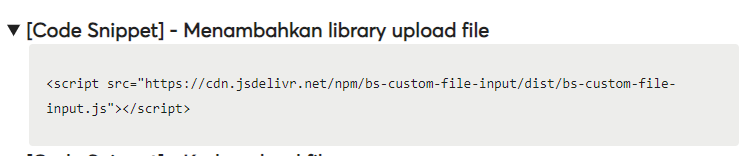 [Code Snippet] - Menambahkan library upload file
<script src="https://cdn.jsdelivr.net/npm/bs-custom-file-input/dist/bs-custom-file-
input.js"></script>